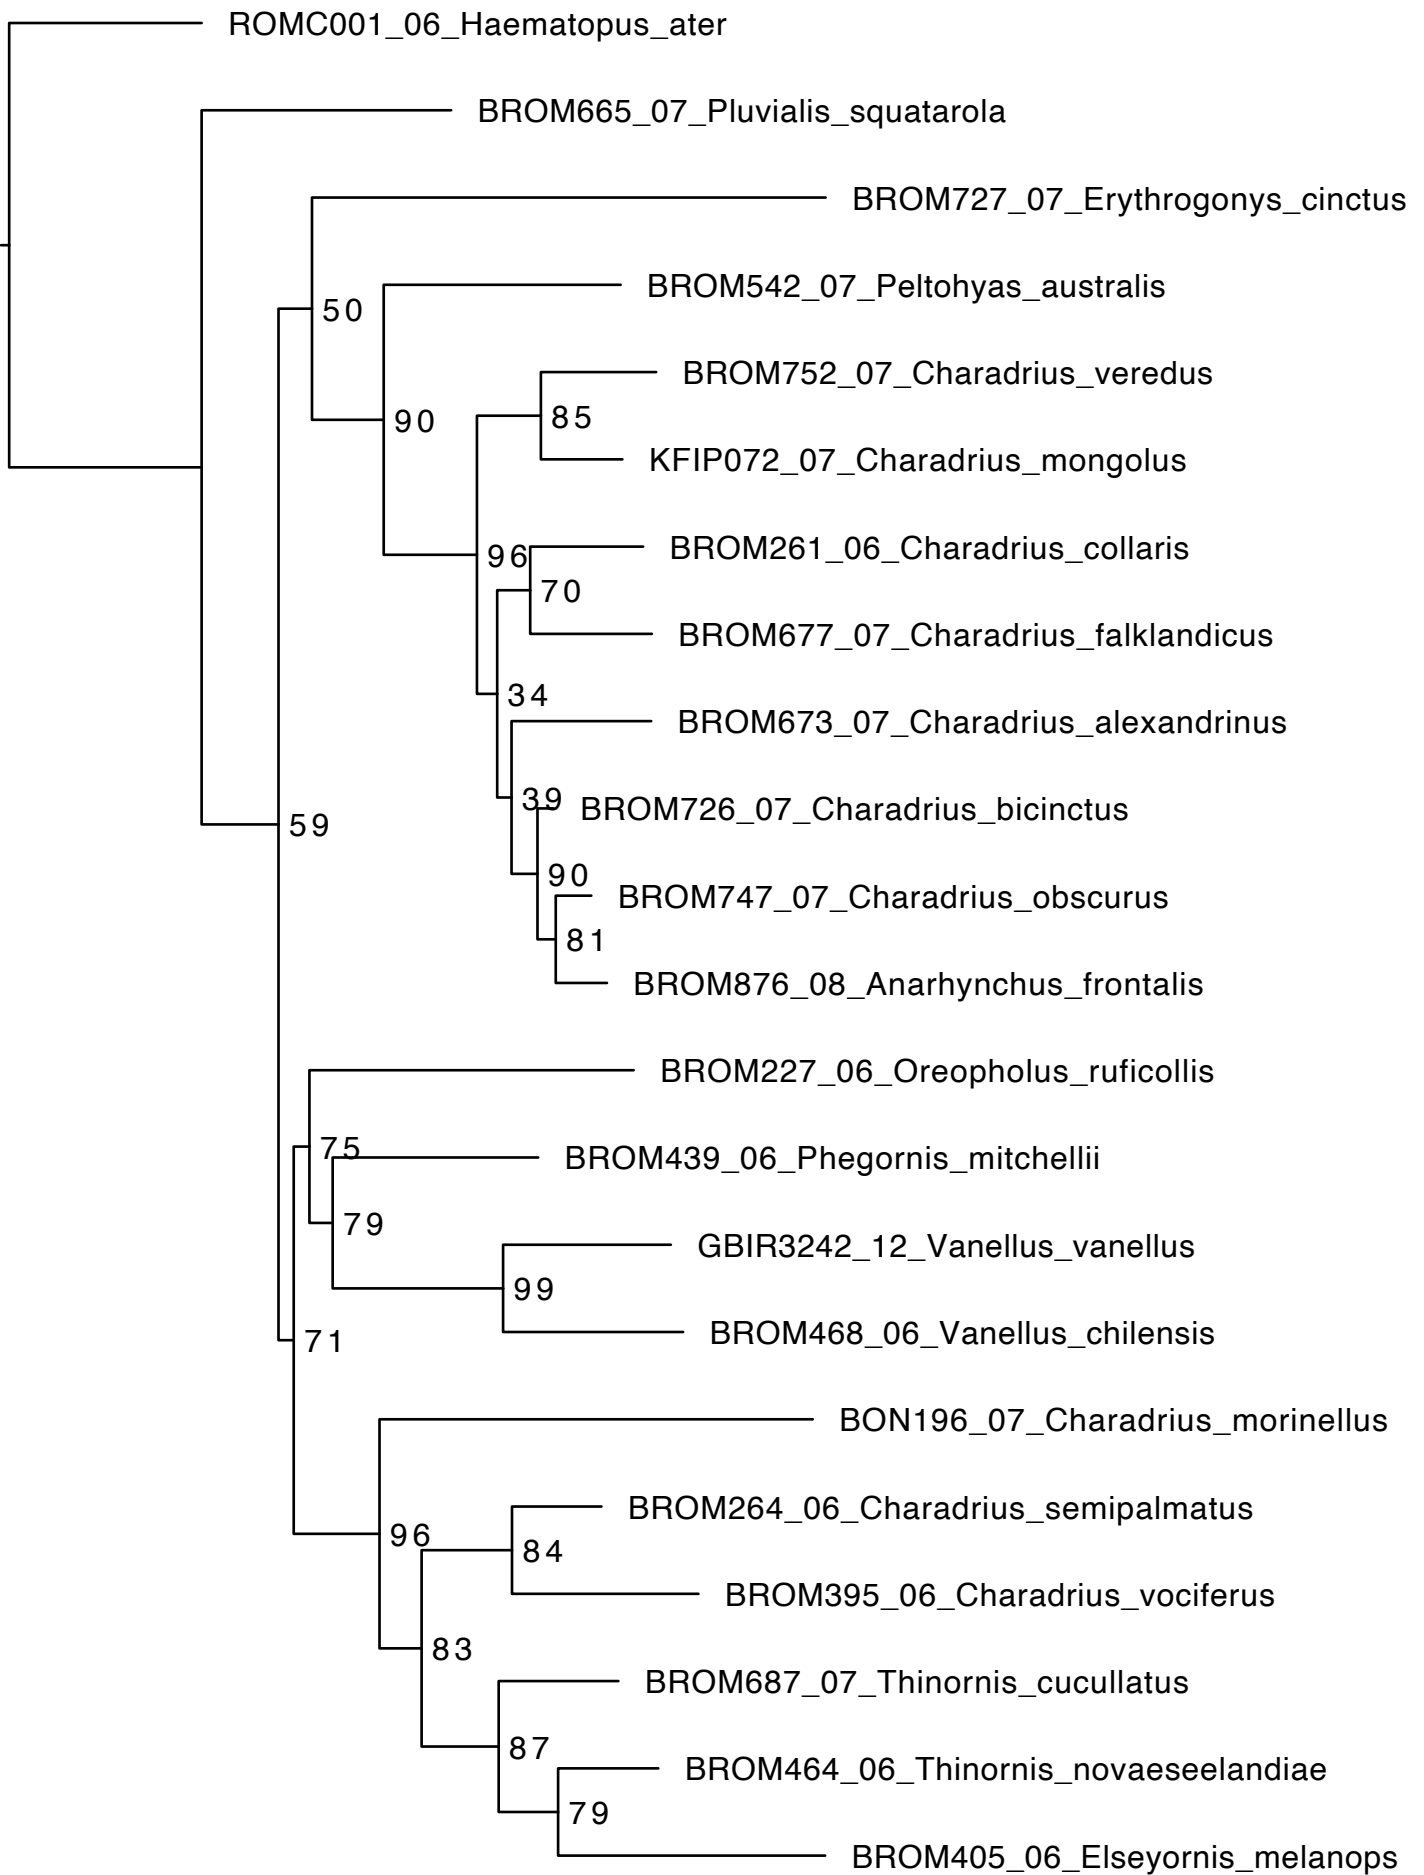 ROMC001_06_Haematopus_ater
BROM665_07_Pluvialis_squatarola
BROM727_07_Erythrogonys_cinctus
BROM542_07_Peltohyas_australis
50
BROM752_07_Charadrius_veredus
90
85
KFIP072_07_Charadrius_mongolus
BROM261_06_Charadrius_collaris
96
70
BROM677_07_Charadrius_falklandicus
34
BROM673_07_Charadrius_alexandrinus
39
BROM726_07_Charadrius_bicinctus
59
90
BROM747_07_Charadrius_obscurus
81
BROM876_08_Anarhynchus_frontalis
BROM227_06_Oreopholus_ruficollis
75
BROM439_06_Phegornis_mitchellii
79
GBIR3242_12_Vanellus_vanellus
99
BROM468_06_Vanellus_chilensis
71
BON196_07_Charadrius_morinellus
BROM264_06_Charadrius_semipalmatus
96
84
BROM395_06_Charadrius_vociferus
83
BROM687_07_Thinornis_cucullatus
87
BROM464_06_Thinornis_novaeseelandiae
79
BROM405_06_Elseyornis_melanops